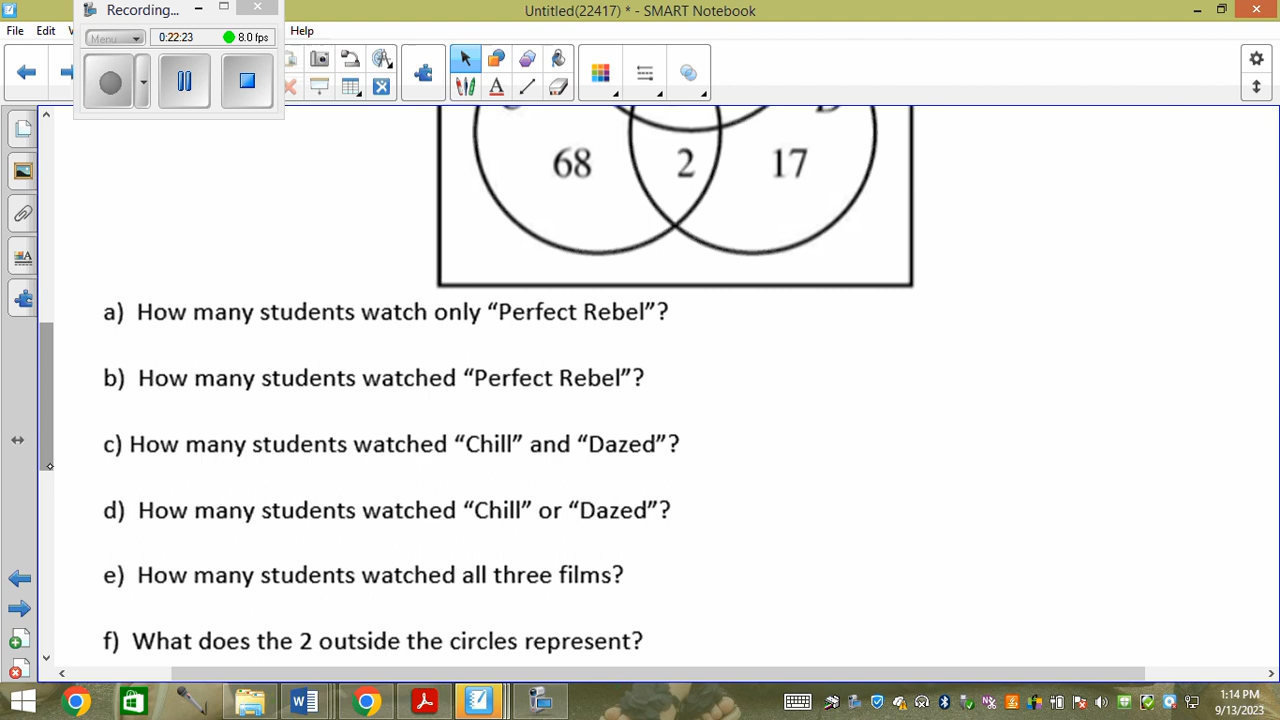 Recording...
Untitled(22417) * - SMART Notebook
File Edit
Help
Menu
0:22:23
8.0 fps
68
2
17
a) How many students watch only “Perfect Rebel”?
b) How many students watched “Perfect Rebel”?
c) How many students watched “Chill” and “Dazed”?
d) How many students watched “Chill” or “Dazed”?
e) How many students watched all three films?
f) What does the 2 outside the circles represent?
1:14 PM
9/13/2023